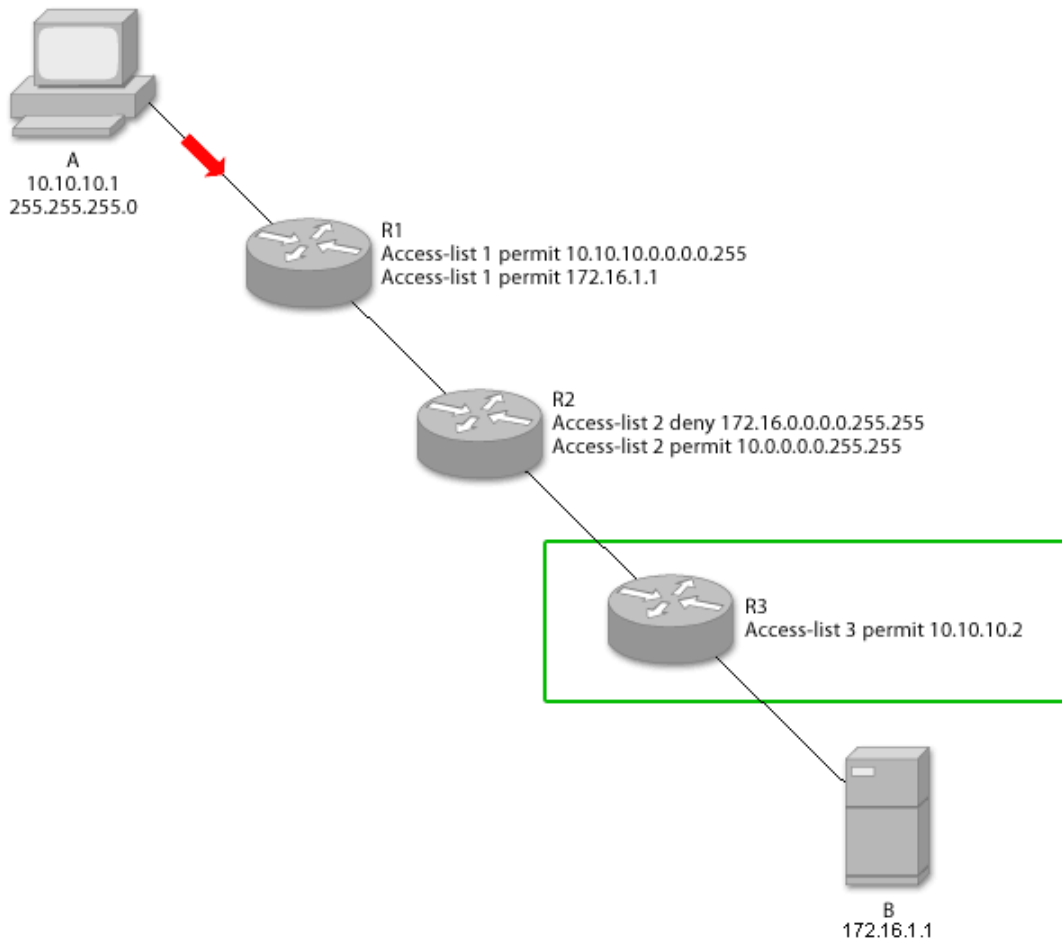 A
10.10.10.1
255.255.255.0
R1
Access-list 1 permit 10.10.10.0.0.0.0.255
Access-list 1 permit 172.16.1.1
R2
Access-list 2 deny 172.16.0.0.0.0.255.255
Access-list 2 permit 10.0.0.0.0.255.255
R3
Access-list 3 permit 10.10.10.2
B
172.16.1.1